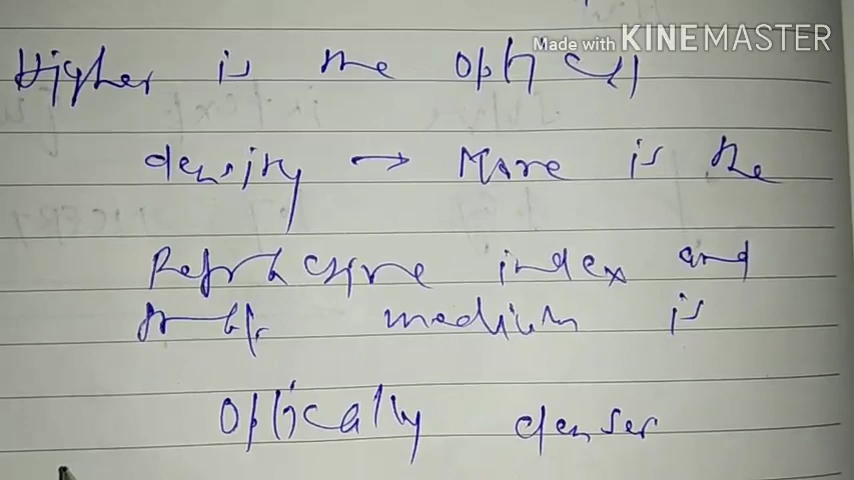 Made with KINEMASTER
Higher is the optical
density → More is the
Refractive index and
medium is
optically denser